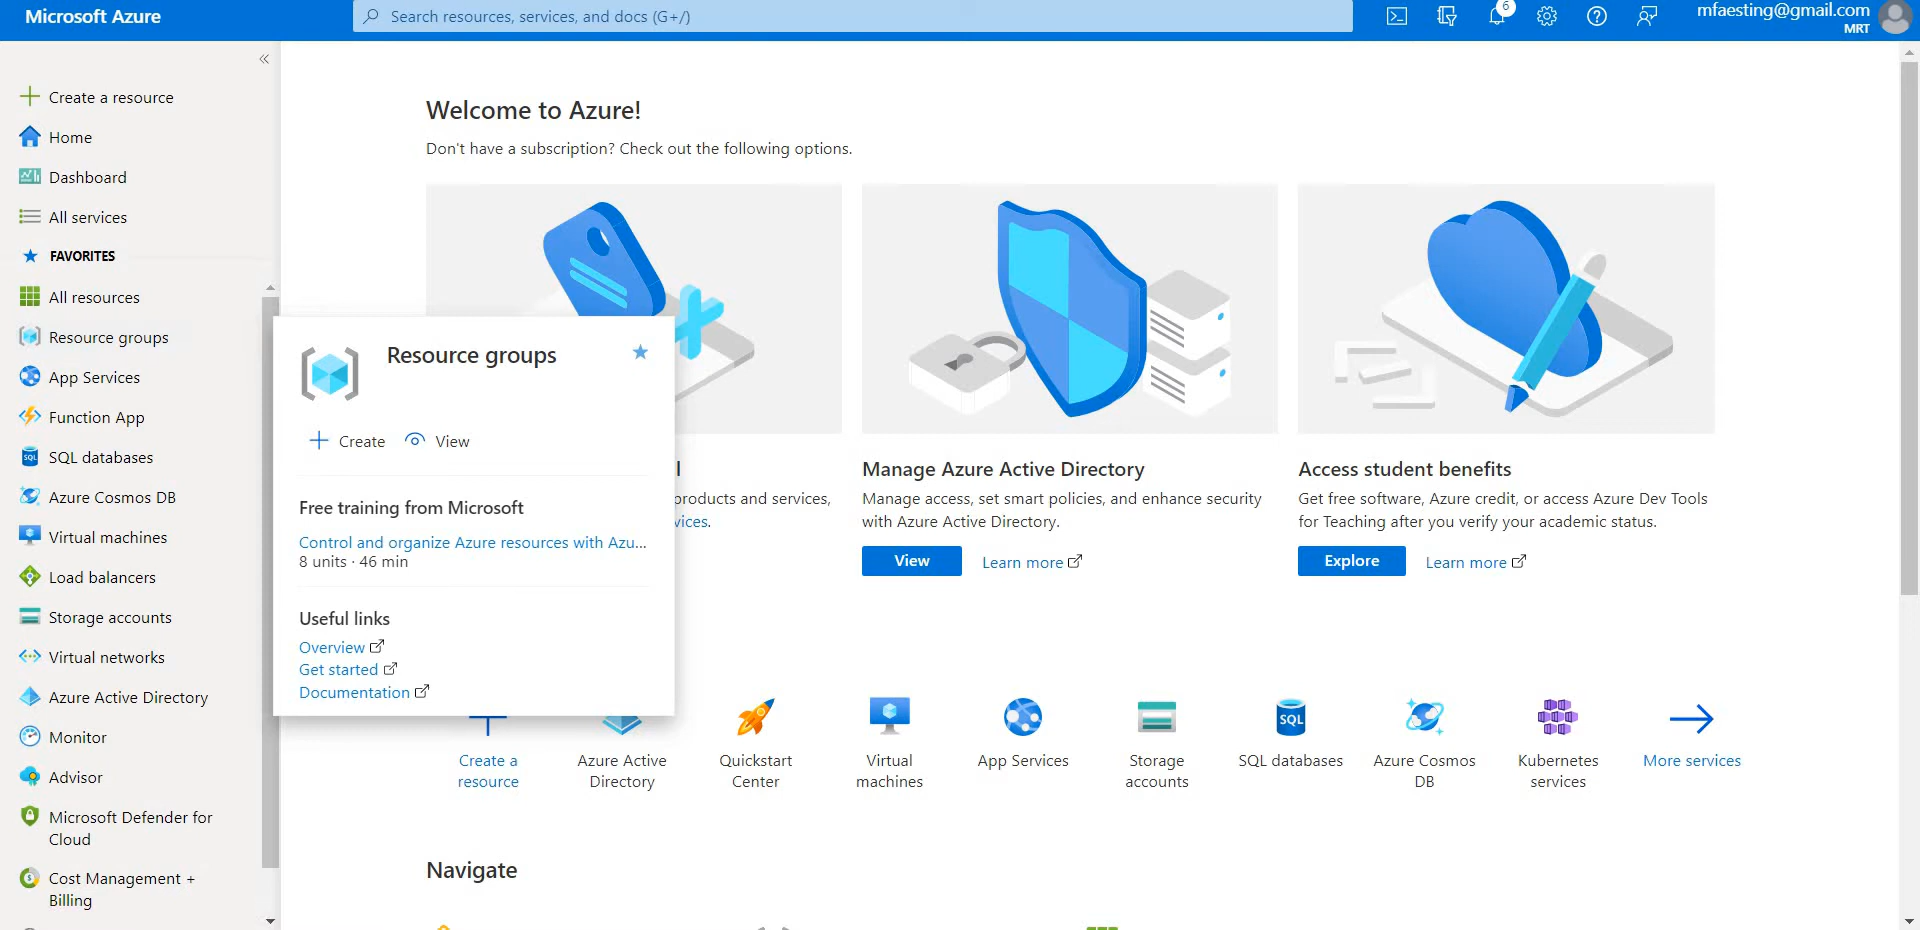 Microsoft Azure
Search resources, services, and docs (G+/)
6
mfaesting@gmail.com
MRT
Create a resource
Home
Dashboard
All services
FAVORITES
All resources
Resource groups
App Services
Function App
SQL databases
Azure Cosmos DB
Virtual machines
Load balancers
Storage accounts
Virtual networks
Azure Active Directory
Monitor
Advisor
Microsoft Defender for
Cloud
Cost Management +
Billing
Resource groups
Create
View
Free training from Microsoft
Control and organize Azure resources with Azu...
8 units · 46 min
Useful links
Overview
Get started
Documentation
Welcome to Azure!
Don't have a subscription? Check out the following options.
products and services,
vices.
Manage Azure Active Directory
Manage access, set smart policies, and enhance security
with Azure Active Directory.
View
Learn more
Access student benefits
Get free software, Azure credit, or access Azure Dev Tools
for Teaching after you verify your academic status.
Explore
Learn more
SQL
Create a
resource
Azure Active
Directory
Quickstart
Center
Virtual
machines
App Services
Storage
accounts
SQL databases
Azure Cosmos
DB
Kubernetes
services
More services
Navigate